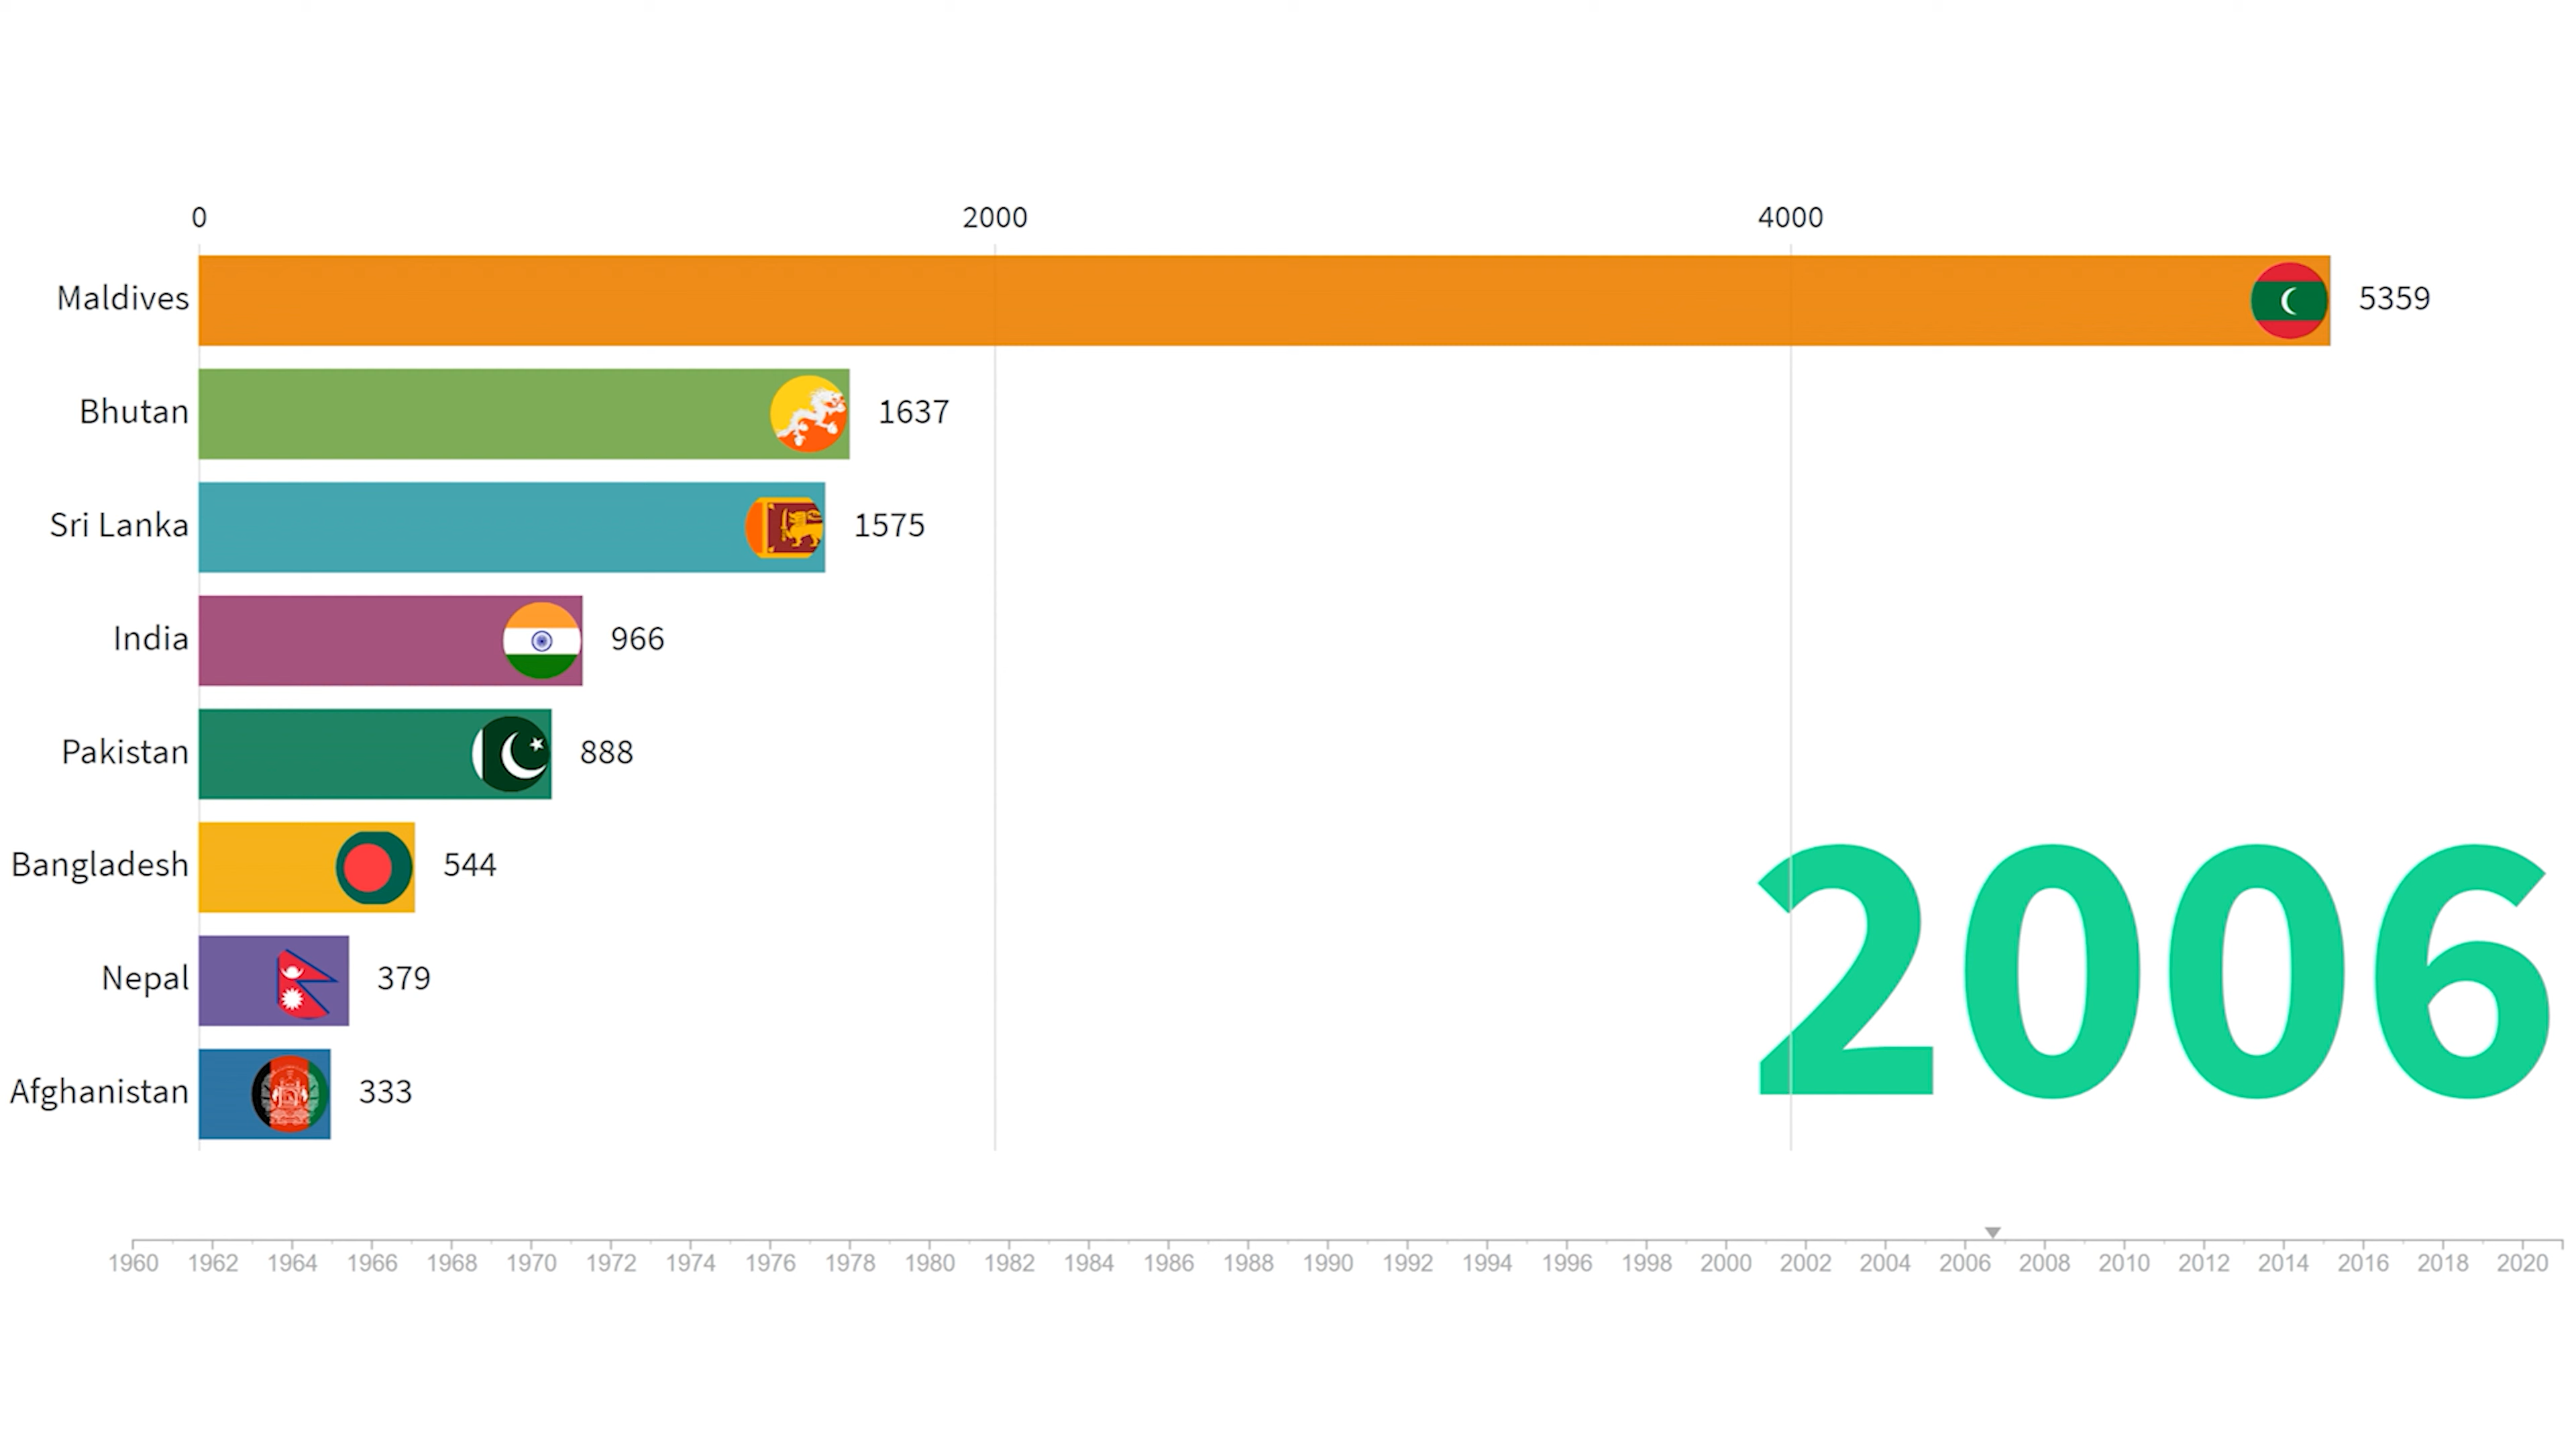 0 2000 4000
Maldives 5359
Bhutan 1637
Sri Lanka 1575
India 966
Pakistan 888
Bangladesh 544
Nepal 379
Afghanistan 333
2006
1960 1962 1964 1966 1968 1970 1972 1974 1976 1978 1980 1982 1984 1986 1988 1990 1992 1994 1996 1998 2000 2002 2004 2006 2008 2010 2012 2014 2016 2018 2020